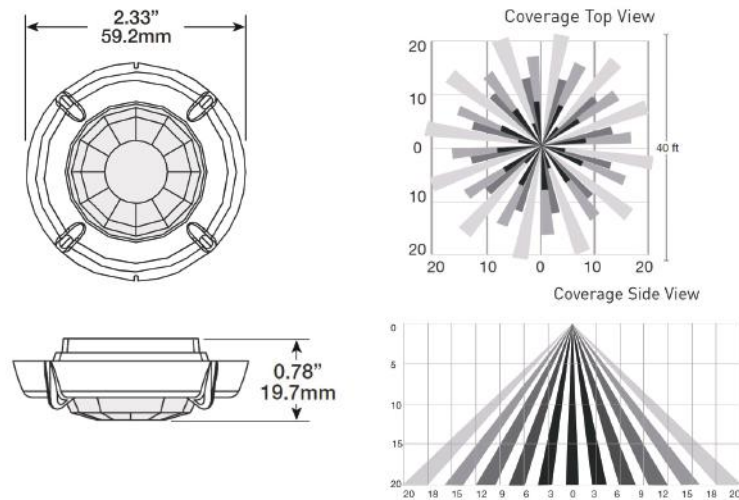 2.33”
59.2mm
Coverage Top View
20
10
0
10
20
20 10 0 10 20
40 ft
0.78”
19.7mm
Coverage Side View
0
5
10
15
20
20 18 15 12 9 6 3 0 3 6 9 12 15 18 20